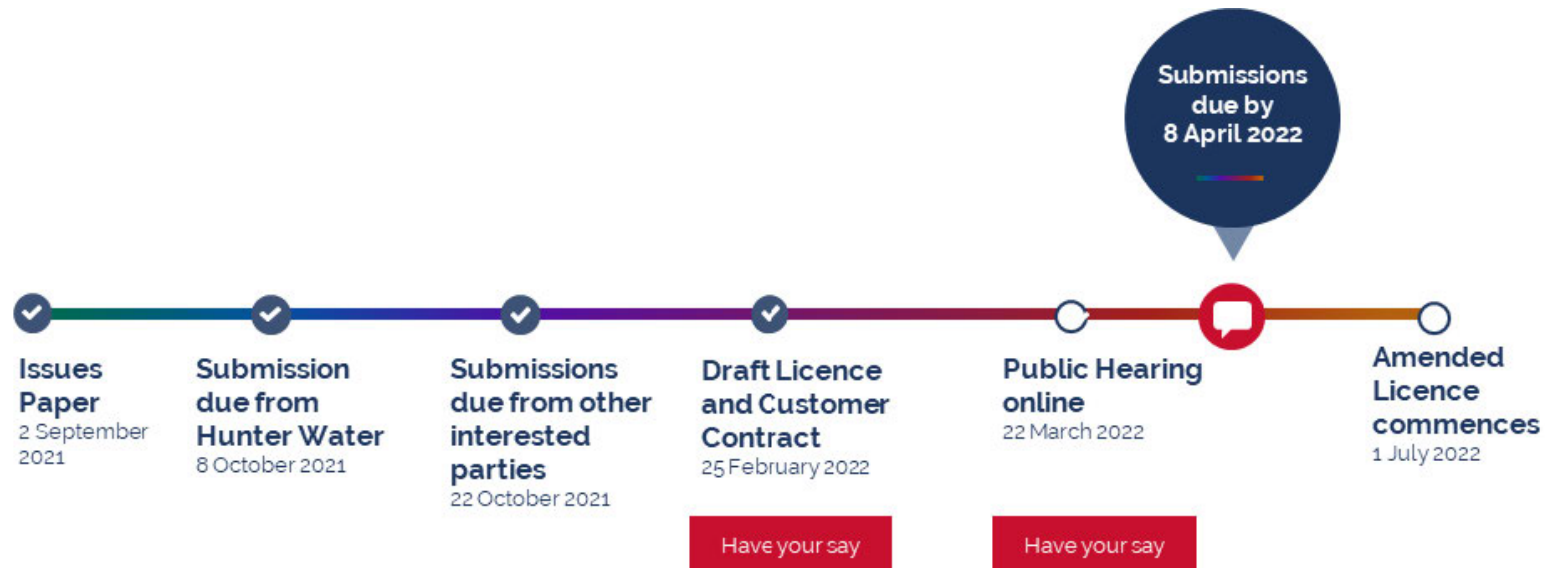 Submissions
due by
8 April 2022
Issues
Paper
2 September
2021
Submission
due from
Hunter Water
8 October 2021
Submissions
due from other
interested
parties
22 October 2021
Draft Licence
and Customer
Contract
25 February 2022
Have your say
Public Hearing
online
22 March 2022
Have your say
Amended
Licence
commences
1 July 2022